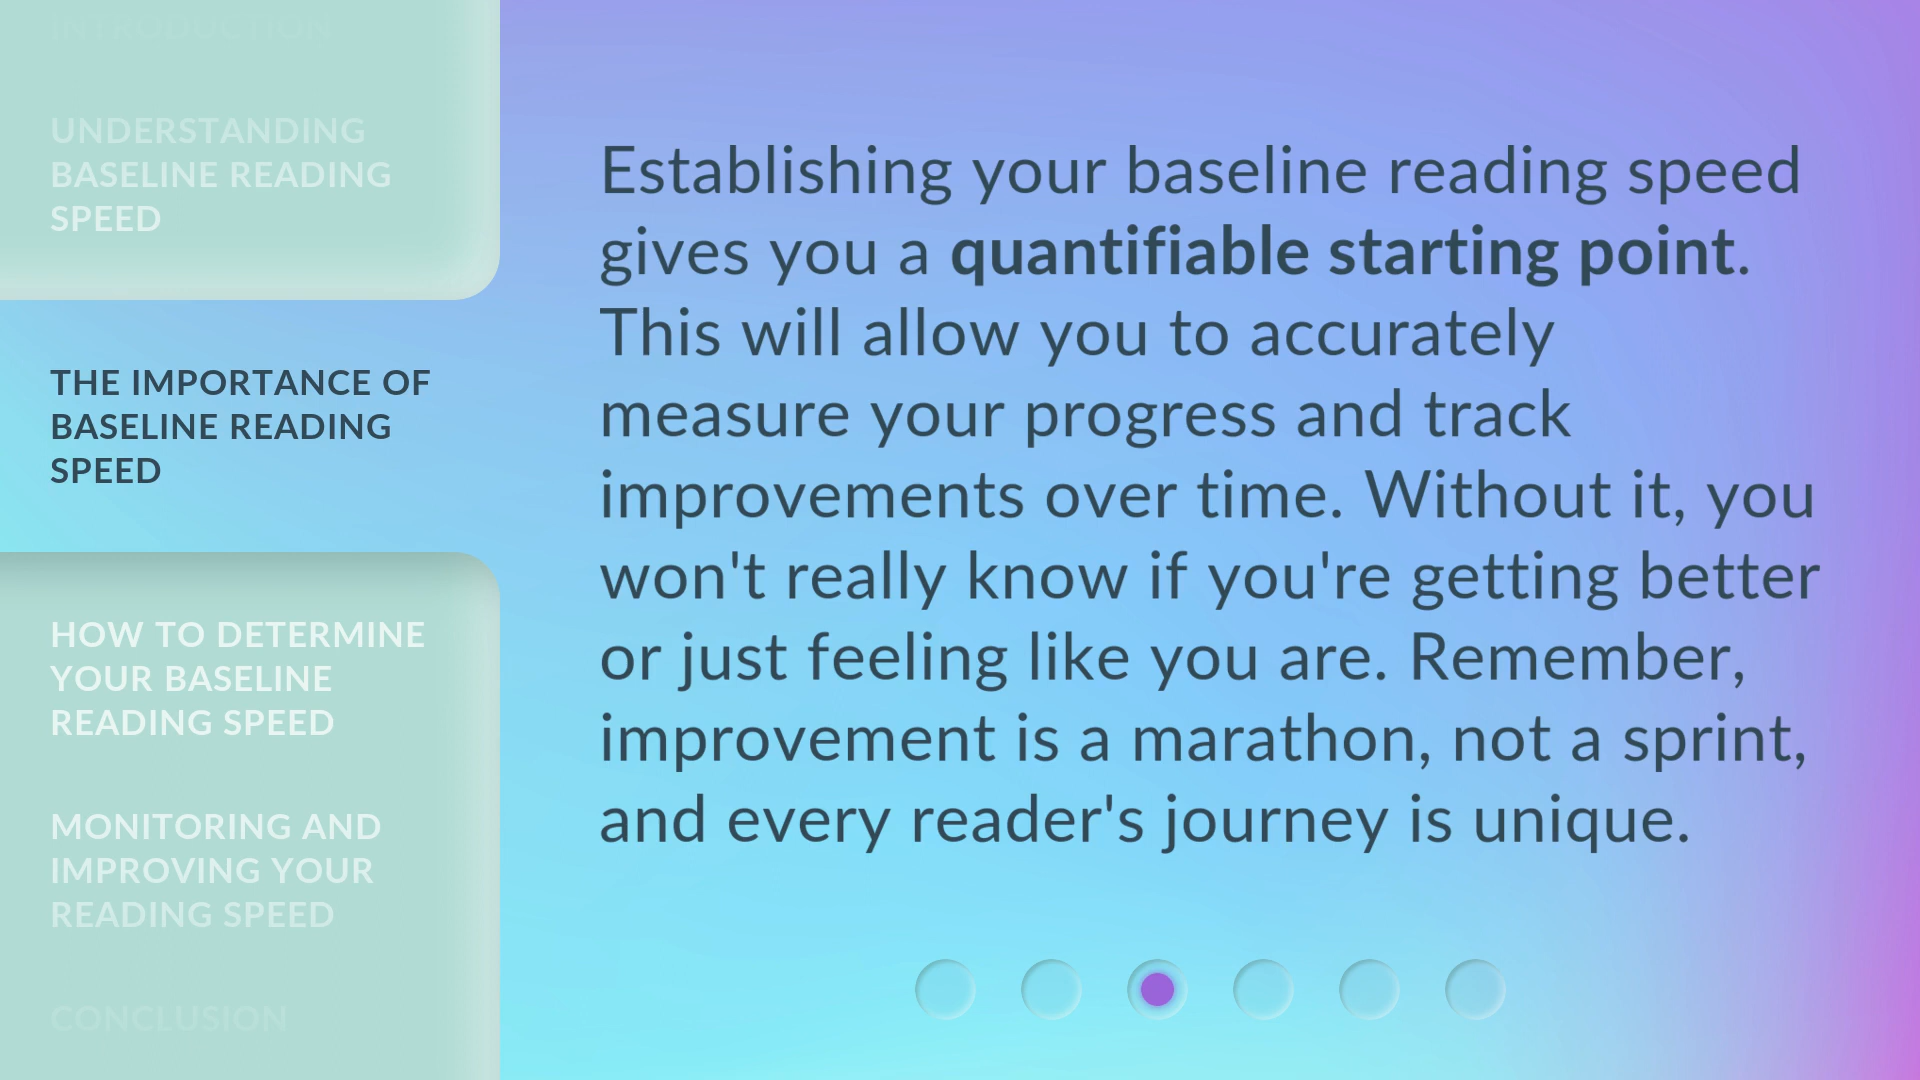 INTRODUCTION
UNDERSTANDING
BASELINE READING
SPEED
THE IMPORTANCE OF
BASELINE READING
SPEED
HOW TO DETERMINE
YOUR BASELINE
READING SPEED
MONITORING AND
IMPROVING YOUR
READING SPEED
CONCLUSION
Establishing your baseline reading speed
gives you a quantifiable starting point.
This will allow you to accurately
measure your progress and track
improvements over time. Without it, you
won't really know if you're getting better
or just feeling like you are. Remember,
improvement is a marathon, not a sprint,
and every reader's journey is unique.